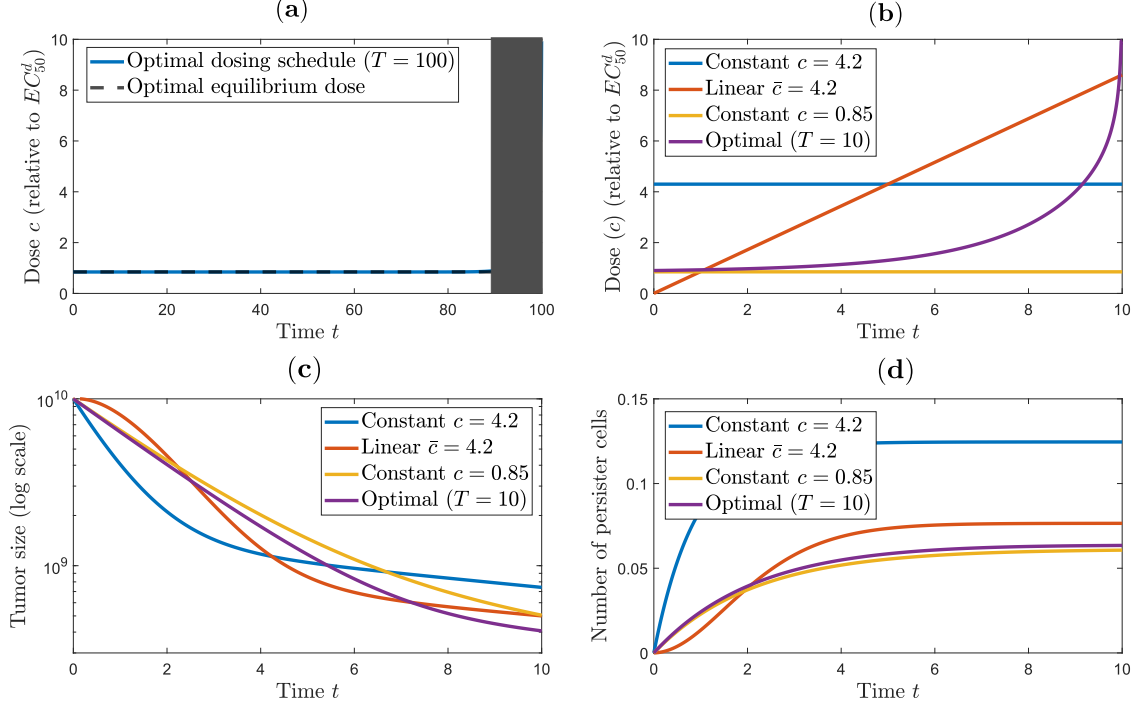 (a)
Dose c (relative to EC_50^d)
10
8
6
4
2
0
Optimal dosing schedule (T = 100)
Optimal equilibrium dose
0 20 40 60 80 100
Time t
(b)
Dose (c) (relative to EC_50^d)
10
8
6
4
2
0
Constant c = 4.2
Linear c̄ = 4.2
Constant c = 0.85
Optimal (T = 10)
0 2 4 6 8 10
Time t
(c)
Tumor size (log scale)
10^10
10^9
Constant c = 4.2
Linear c̄ = 4.2
Constant c = 0.85
Optimal (T = 10)
0 2 4 6 8 10
Time t
(d)
Number of persister cells
0.15
0.1
0.05
0
Constant c = 4.2
Linear c̄ = 4.2
Constant c = 0.85
Optimal (T = 10)
0 2 4 6 8 10
Time t